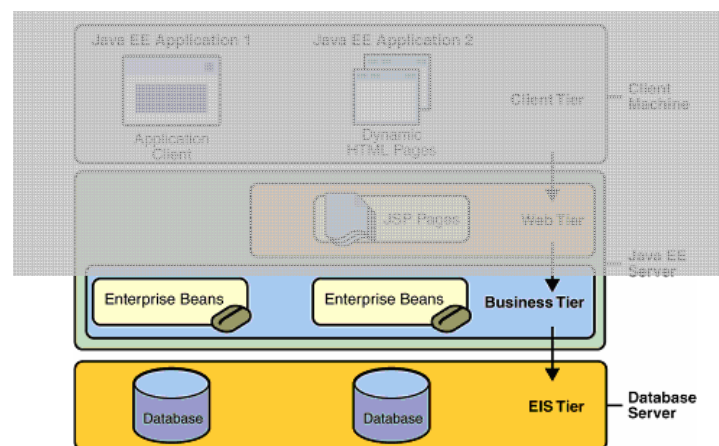 Java EE Application 1
Java EE Application 2
Application
Client
Dynamic
HTML Pages
Client Tier
Client
Machine
JSP Pages
Web Tier
Java EE
Server
Enterprise Beans
Enterprise Beans
Business Tier
Database
Database
EIS Tier
Database
Server